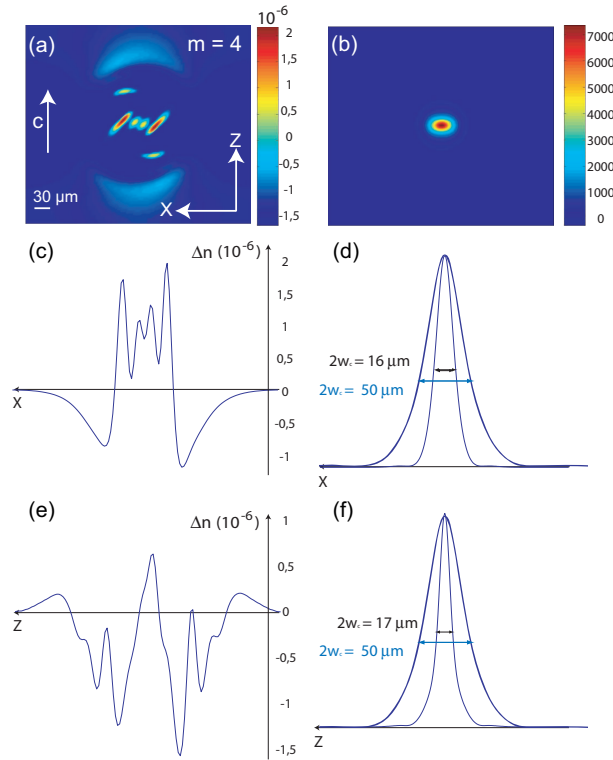 (a)
m = 4
c
Z
X
30 µm
10⁻⁶
2
1,5
1
0,5
0
-0,5
-1
-1,5
(b)
7000
6000
5000
4000
3000
2000
1000
0
(c)
Δn (10⁻⁶)
2
1,5
1
0,5
0
-0,5
-1
X
(d)
2w꜀ = 16 µm
2w꜀ = 50 µm
X
(e)
Δn (10⁻⁶)
1
0,5
0
-0,5
-1
-1,5
Z
(f)
2w꜀ = 17 µm
2w꜀ = 50 µm
Z